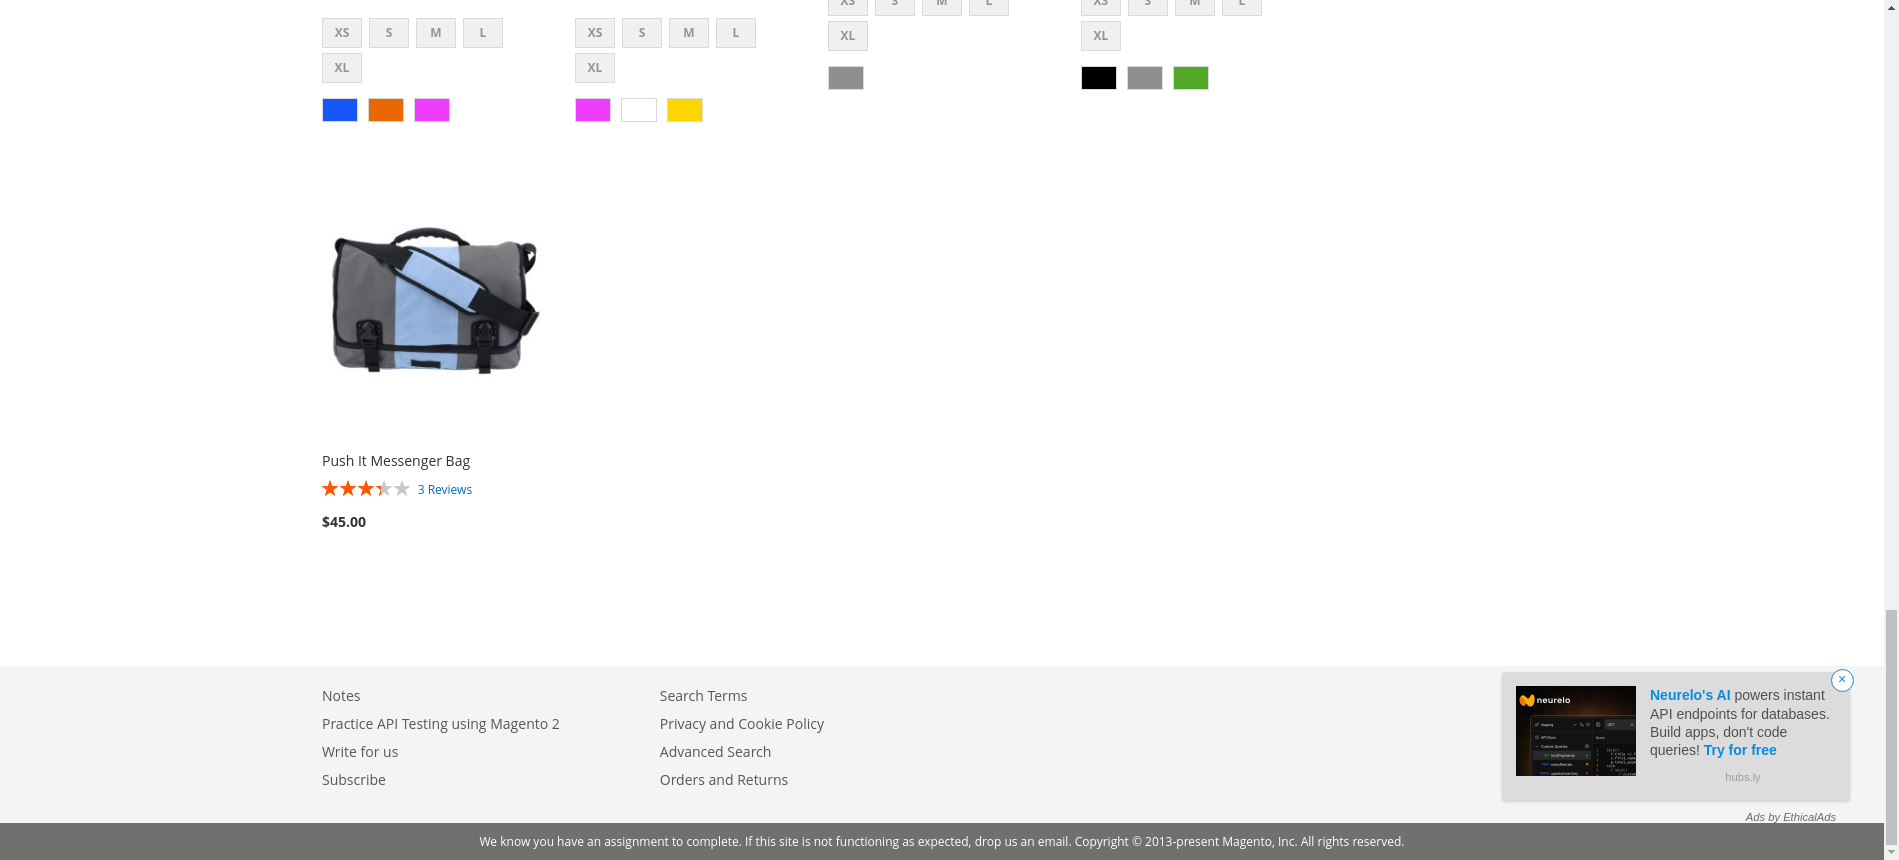 XS S M L
XL
XS S M L
XL
XS S M L
XL
XS S M L
XL
Push It Messenger Bag
3 Reviews
$45.00
Notes
Practice API Testing using Magento 2
Write for us
Subscribe
Search Terms
Privacy and Cookie Policy
Advanced Search
Orders and Returns
neurelo
Neurelo's AI powers instant
API endpoints for databases.
Build apps, don't code
queries! Try for free
hubs.ly
Ads by EthicalAds
We know you have an assignment to complete. If this site is not functioning as expected, drop us an email. Copyright © 2013-present Magento, Inc. All rights reserved.